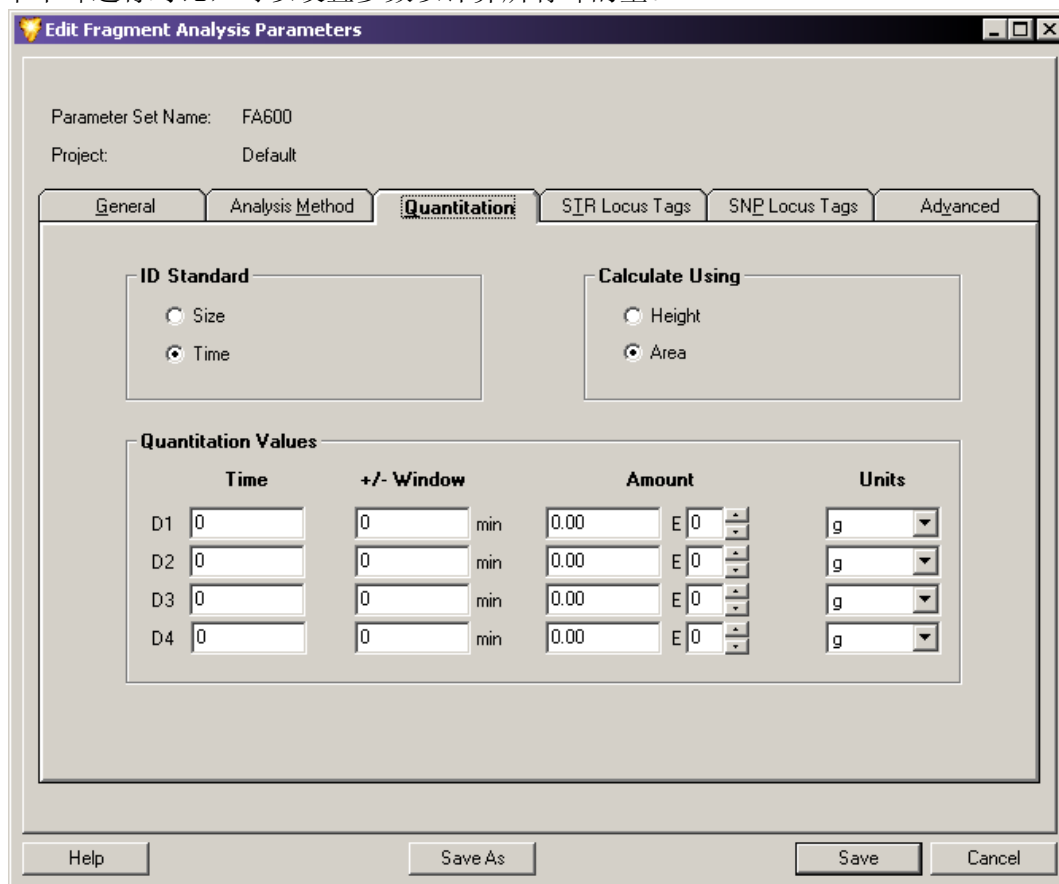 Edit Fragment Analysis Parameters
Parameter Set Name: FA600
Project: Default
General Analysis Method Quantitation STR Locus Tags SNP Locus Tags Advanced
ID Standard Calculate Using
Size Height
Time Area
Quantitation Values
Time +/- Window Amount Units
D1 0 0 min 0.00 E 0 g
D2 0 0 min 0.00 E 0 g
D3 0 0 min 0.00 E 0 g
D4 0 0 min 0.00 E 0 g
Help Save As Save Cancel